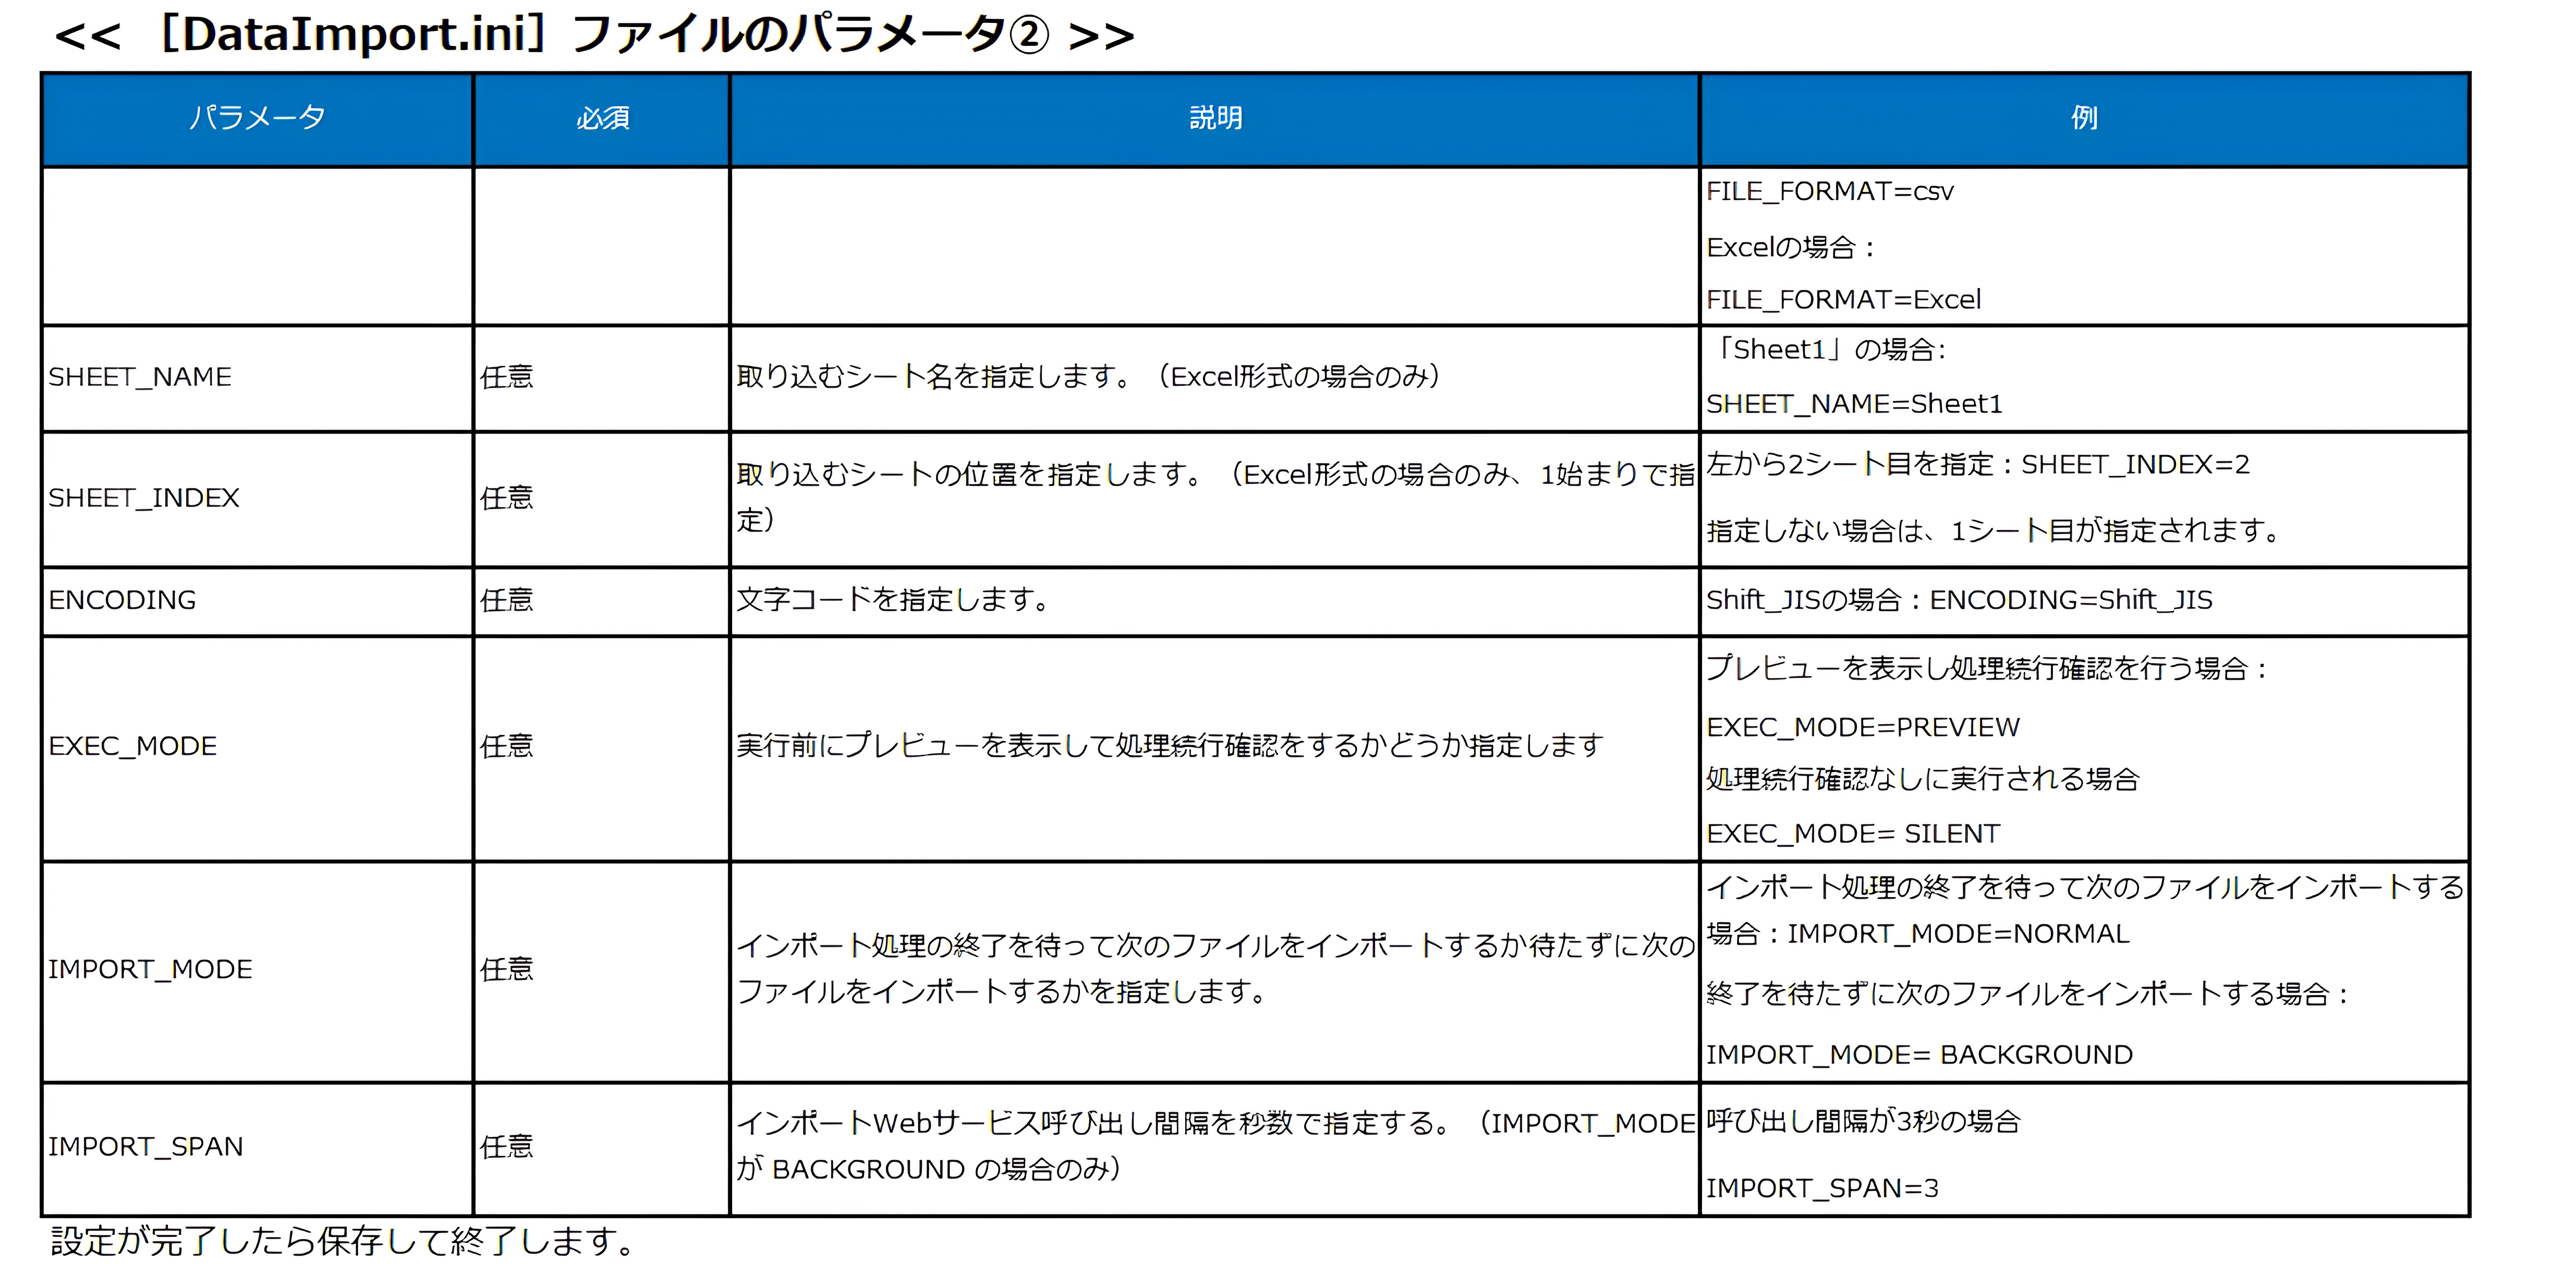 << ［DataImport.ini］ファイルのパラメータ② >>
パラメータ
必須
説明
例
FILE_FORMAT=csv
Excelの場合：
FILE_FORMAT=Excel
SHEET_NAME
任意
取り込むシート名を指定します。（Excel形式の場合のみ）
「Sheet1」の場合:
SHEET_NAME=Sheet1
SHEET_INDEX
任意
取り込むシートの位置を指定します。（Excel形式の場合のみ、1始まりで指
定）
左から2シート目を指定：SHEET_INDEX=2
指定しない場合は、1シート目が指定されます。
ENCODING
任意
文字コードを指定します。
Shift_JISの場合：ENCODING=Shift_JIS
EXEC_MODE
任意
実行前にプレビューを表示して処理続行確認をするかどうか指定します
プレビューを表示し処理続行確認を行う場合：
EXEC_MODE=PREVIEW
処理続行確認なしに実行される場合
EXEC_MODE= SILENT
IMPORT_MODE
任意
インポート処理の終了を待って次のファイルをインポートするか待たずに次の
ファイルをインポートするかを指定します。
インポート処理の終了を待って次のファイルをインポートする
場合：IMPORT_MODE=NORMAL
終了を待たずに次のファイルをインポートする場合：
IMPORT_MODE= BACKGROUND
IMPORT_SPAN
任意
インポートWebサービス呼び出し間隔を秒数で指定する。（IMPORT_MODE
が BACKGROUND の場合のみ）
呼び出し間隔が3秒の場合
IMPORT_SPAN=3
設定が完了したら保存して終了します。